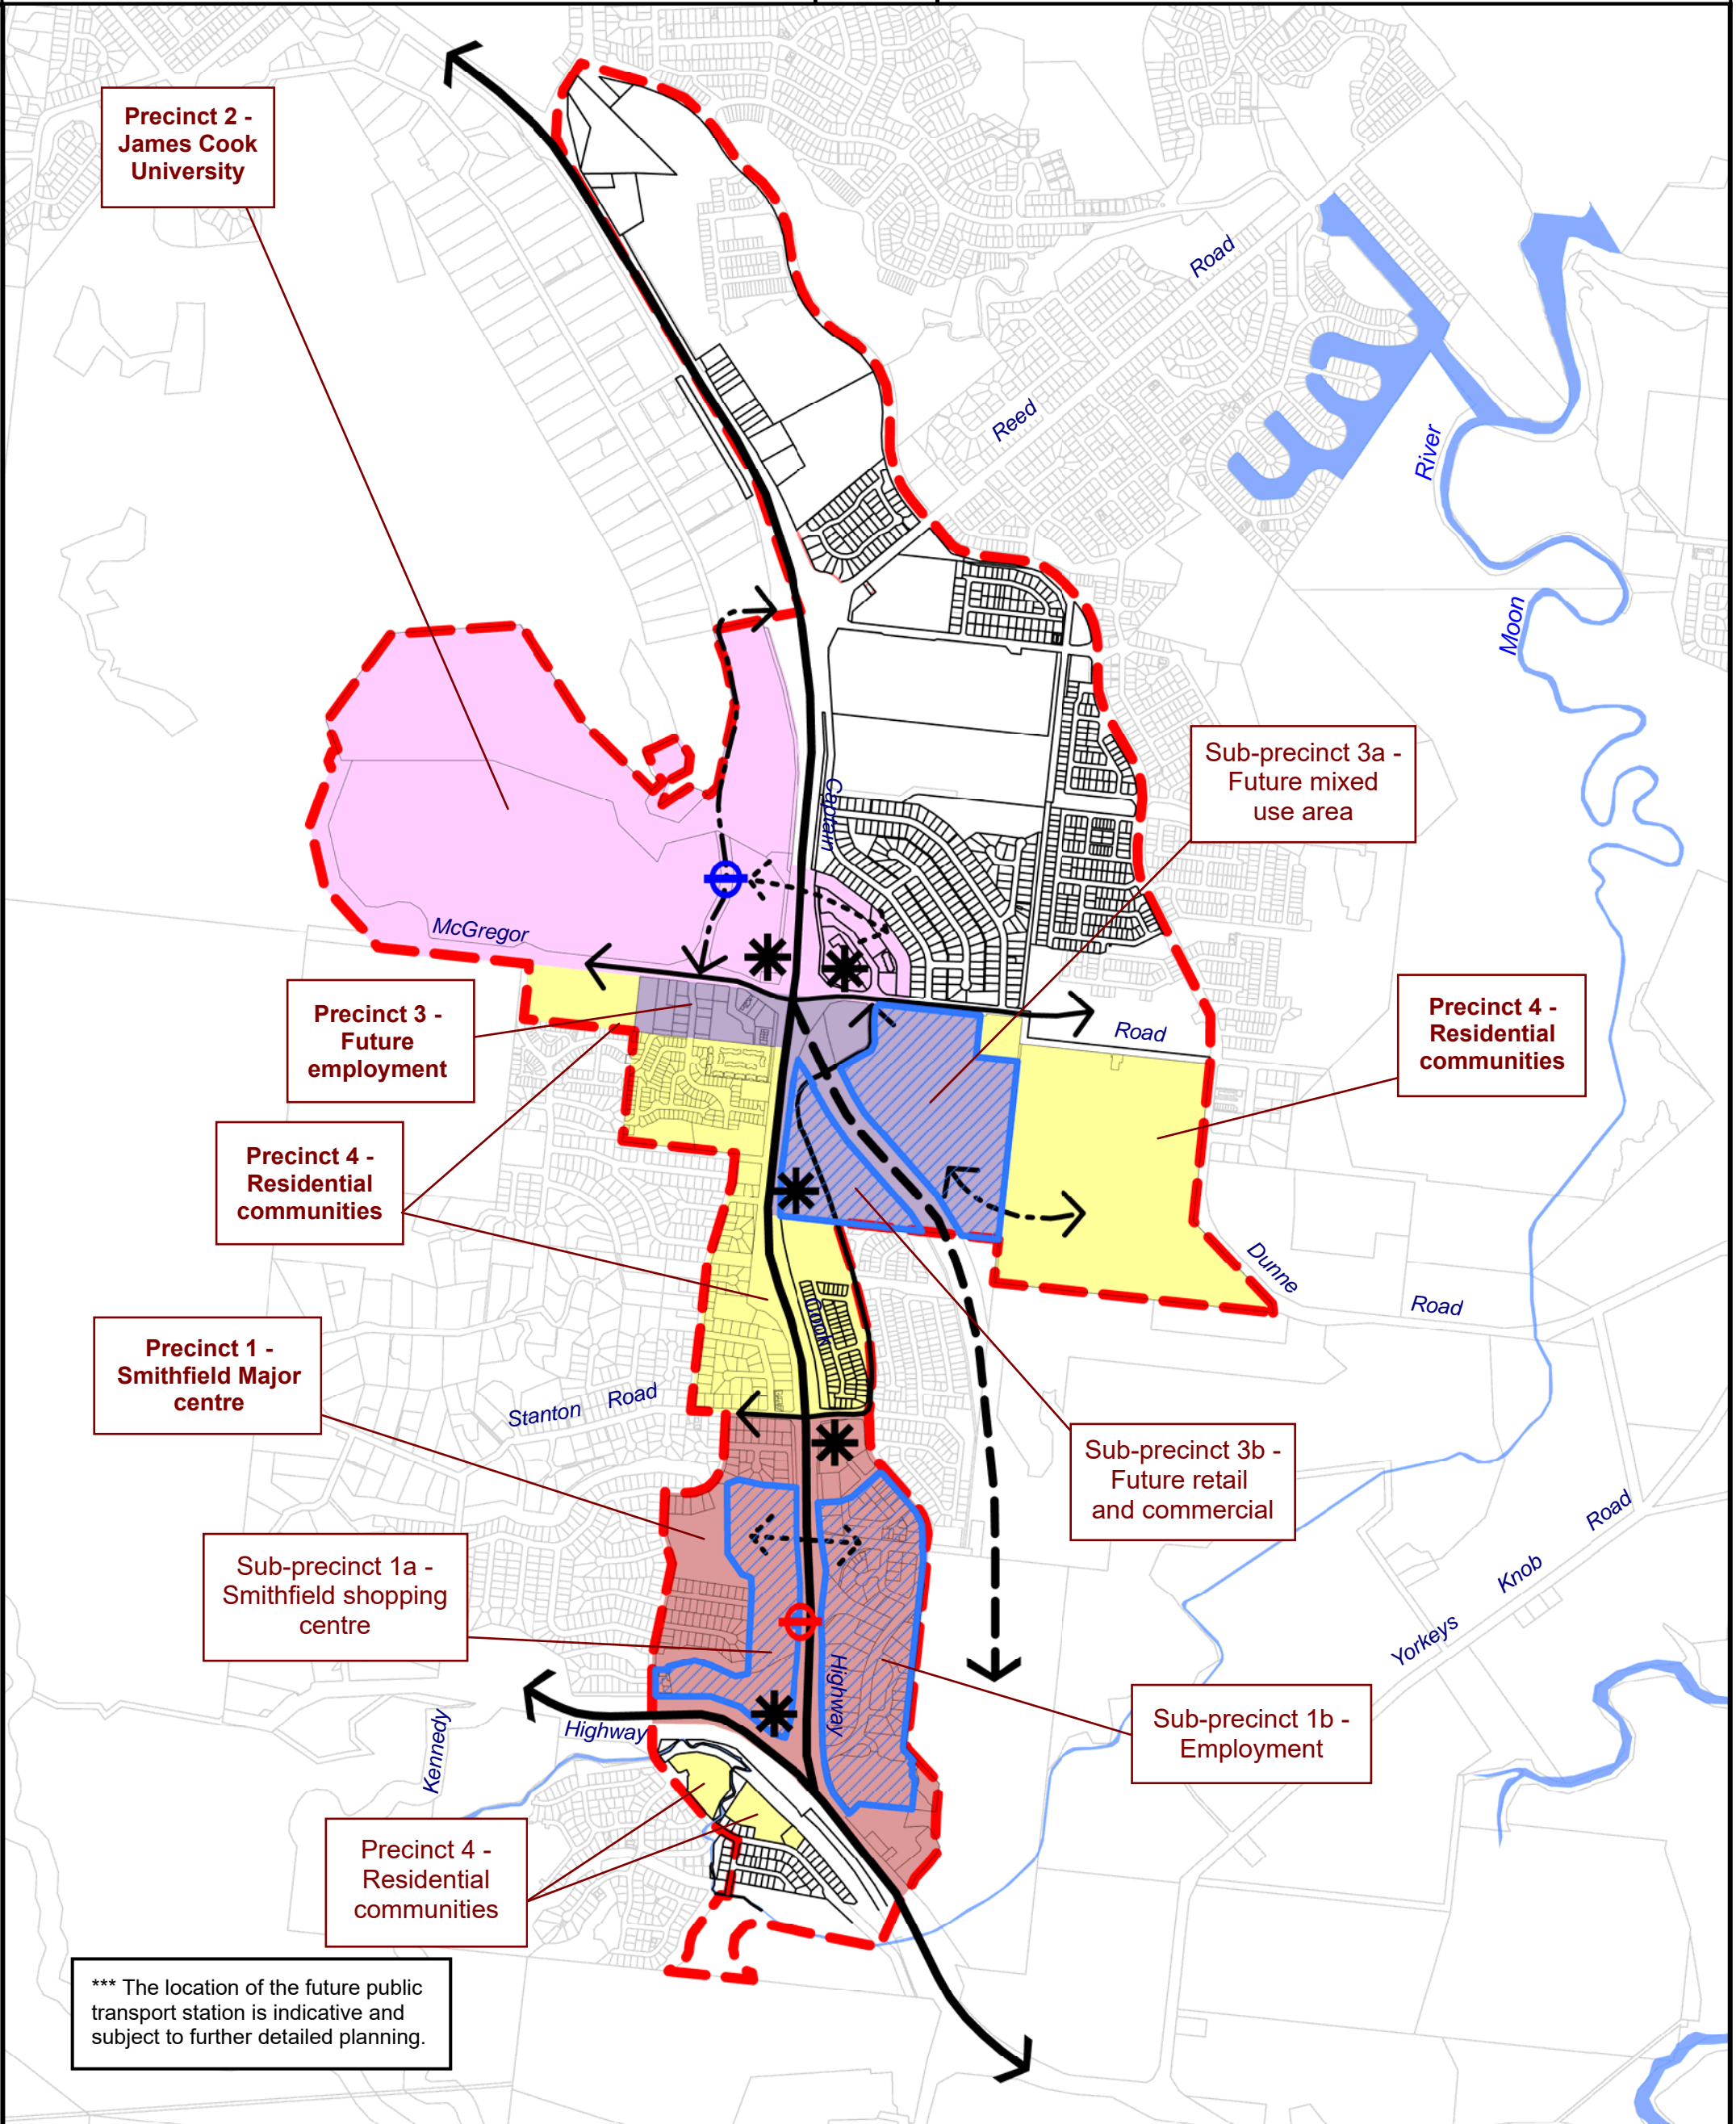 Precinct 2 -
James Cook
University
Road
Reed
River
Moon
Sub-precinct 3a -
Future mixed
use area
Captain
McGregor
Precinct 3 -
Future
employment
Road
Precinct 4 -
Residential
communities
Precinct 4 -
Residential
communities
Dunne
Road
Cook
Precinct 1 -
Smithfield Major
centre
Stanton Road
Sub-precinct 3b -
Future retail
and commercial
Road
Knob
Yorkeys
Sub-precinct 1a -
Smithfield shopping
centre
Highway
Sub-precinct 1b -
Employment
Kennedy
Highway
Precinct 4 -
Residential
communities
*** The location of the future public
transport station is indicative and
subject to further detailed planning.